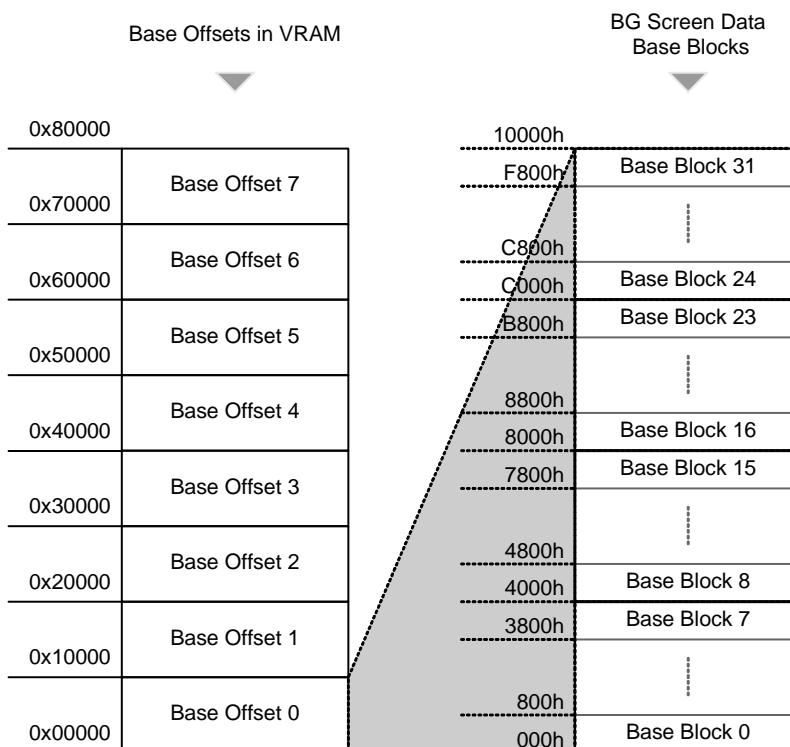 Base Offsets in VRAM
BG Screen Data
Base Blocks
0x80000
Base Offset 7
0x70000
Base Offset 6
0x60000
Base Offset 5
0x50000
Base Offset 4
0x40000
Base Offset 3
0x30000
Base Offset 2
0x20000
Base Offset 1
0x10000
Base Offset 0
0x00000
10000h
Base Block 31
F800h
C800h
Base Block 24
C000h
Base Block 23
B800h
8800h
Base Block 16
8000h
Base Block 15
7800h
4800h
Base Block 8
4000h
Base Block 7
3800h
800h
Base Block 0
000h